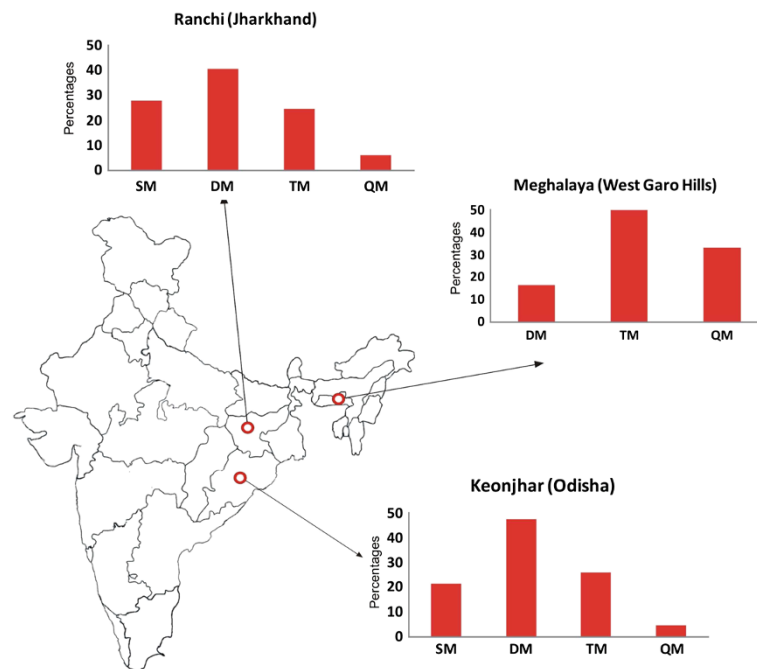 Ranchi (Jharkhand)
Percentages
50
40
30
20
10
0
SM DM TM QM
Meghalaya (West Garo Hills)
Percentages
50
40
30
20
10
0
DM TM QM
Keonjhar (Odisha)
Percentages
50
40
30
20
10
0
SM DM TM QM